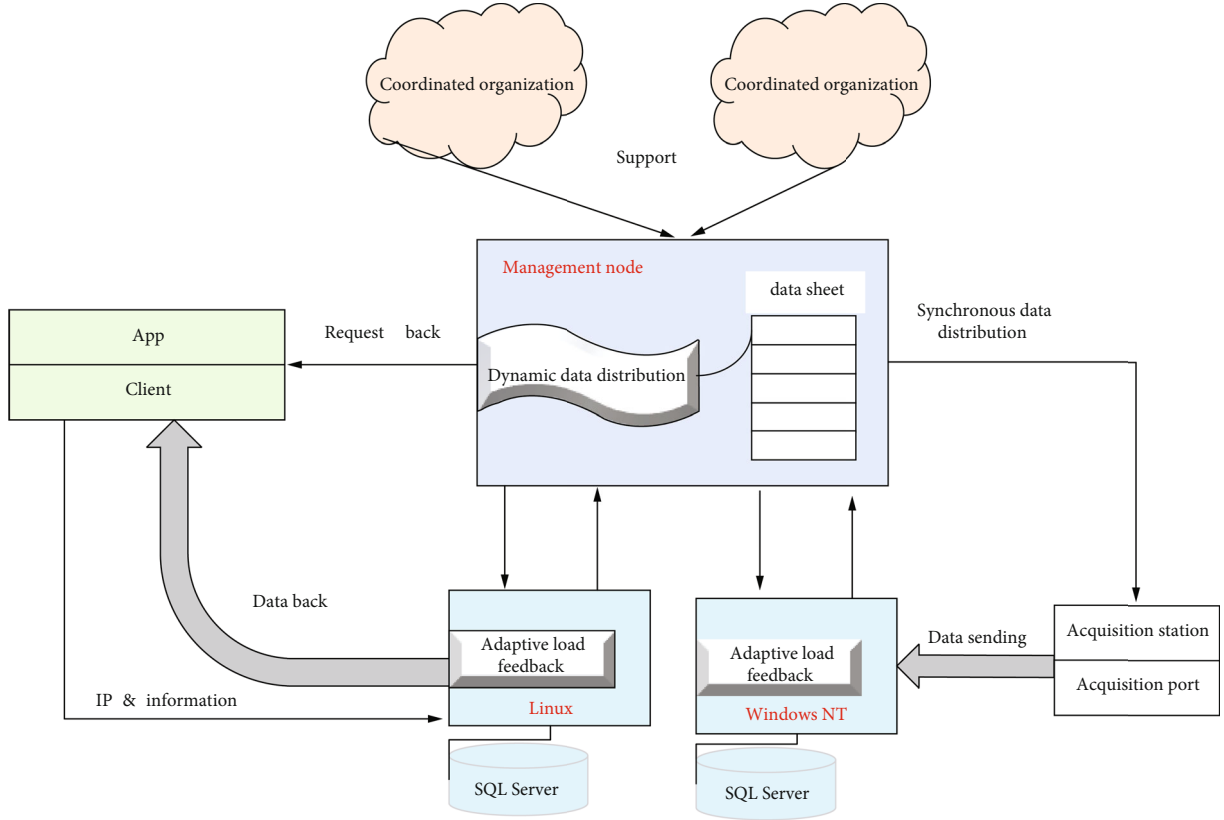 Coordinated organization
Coordinated organization
Support
Management node
data sheet
Synchronous data
distribution
App
Request back
Client
Dynamic data distribution
Data back
Adaptive load
feedback
Adaptive load
feedback
Data sending
Acquisition station
Acquisition port
IP & information
Linux
Windows NT
SQL Server
SQL Server